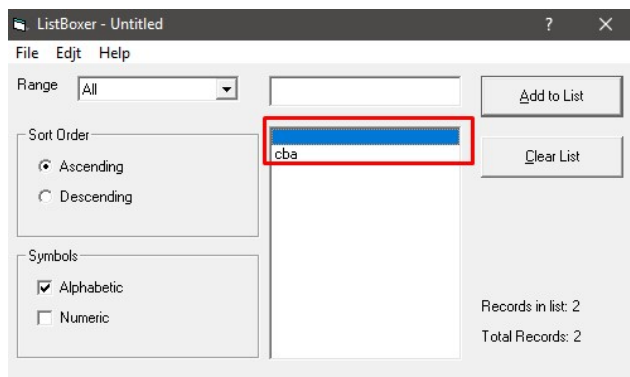 ListBoxer - Untitled ? ×
File Edjt Help
Range All
Add to List
Sort Order
cba
Clear List
Ascending
Descending
Symbols
Alphabetic
Numeric
Records in list: 2
Total Records: 2